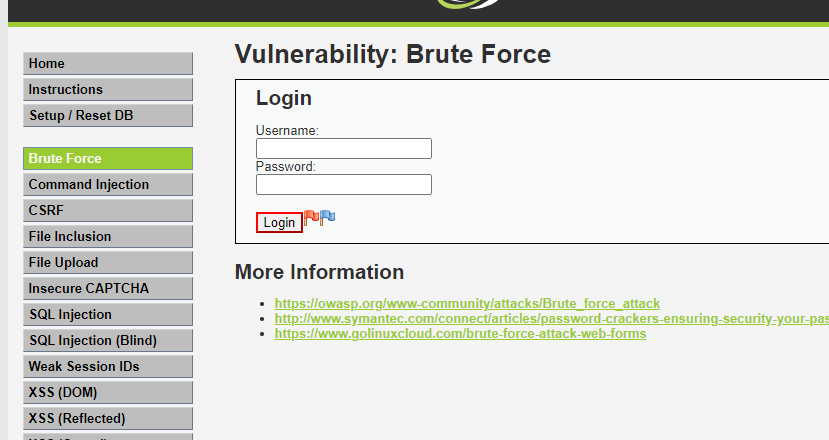 Home
Instructions
Setup / Reset DB
Brute Force
Command Injection
CSRF
File Inclusion
File Upload
Insecure CAPTCHA
SQL Injection
SQL Injection (Blind)
Weak Session IDs
XSS (DOM)
XSS (Reflected)
Vulnerability: Brute Force
Login
Username:
Password:
Login
More Information
https://owasp.org/www-community/attacks/Brute_force_attack
http://www.symantec.com/connect/articles/password-crackers-ensuring-security-your-pas
https://www.golinuxcloud.com/brute-force-attack-web-forms